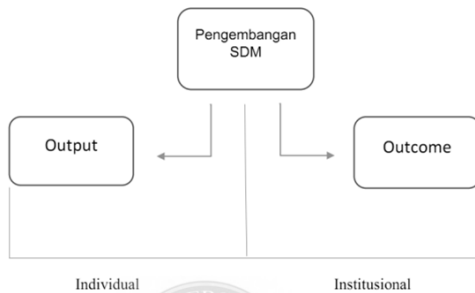 Pengembangan
SDM
Output
Outcome
Individual
Institusional